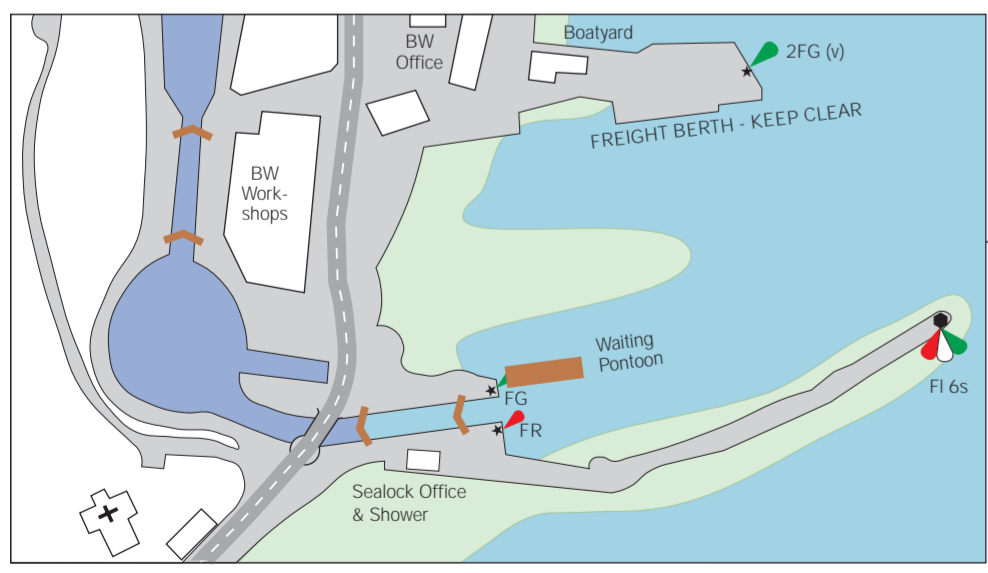 Boatyard
2FG (v)
BW
Office
FREIGHT BERTH - KEEP CLEAR
BW
Work-
shops
Waiting
Pontoon
FG
FR
Fl 6s
Sealock Office
& Shower